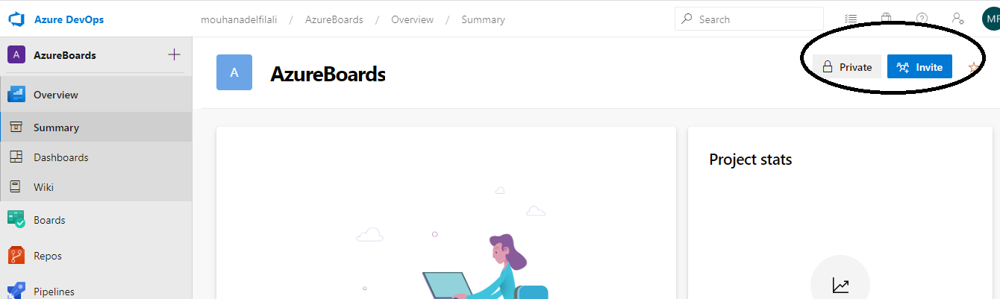 Azure DevOps
mouhanadelfilali / AzureBoards / Overview / Summary
Search
MF
A AzureBoards
A AzureBoards
Private Invite
Overview
Summary
Dashboards
Wiki
Boards
Repos
Pipelines
Project stats